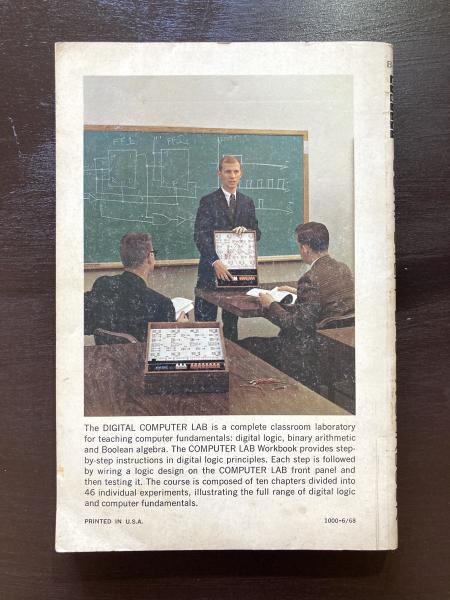 FF1
FF2
The DIGITAL COMPUTER LAB is a complete classroom laboratory
for teaching computer fundamentals: digital logic, binary arithmetic
and Boolean algebra. The COMPUTER LAB Workbook provides step-
by-step instructions in digital logic principles. Each step is followed
by wiring a logic design on the COMPUTER LAB front panel and
then testing it. The course is composed of ten chapters divided into
46 individual experiments, illustrating the full range of digital logic
and computer fundamentals.
PRINTED IN U.S.A. 1000•6/68